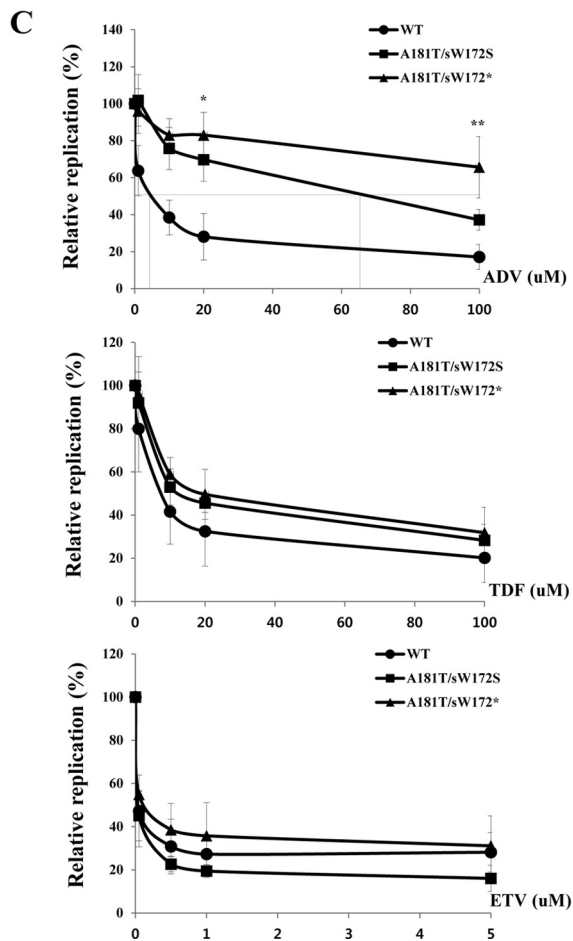 C
WT
A181T/sW172S
A181T/sW172*
Relative replication (%)
140
120
100
80
60
40
20
0
*
**
0 20 40 60 80 100
ADV (uM)
WT
A181T/sW172S
A181T/sW172*
Relative replication (%)
120
100
80
60
40
20
0
0 20 40 60 80 100
TDF (uM)
WT
A181T/sW172S
A181T/sW172*
Relative replication (%)
120
100
80
60
40
20
0
0 1 2 3 4 5
ETV (uM)